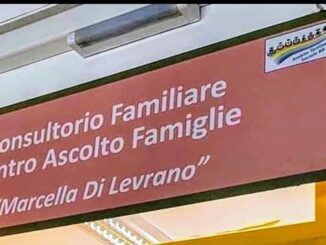 onsultorio Familiare
ntro Ascolto Famiglie
"Marcella Di Levrano"